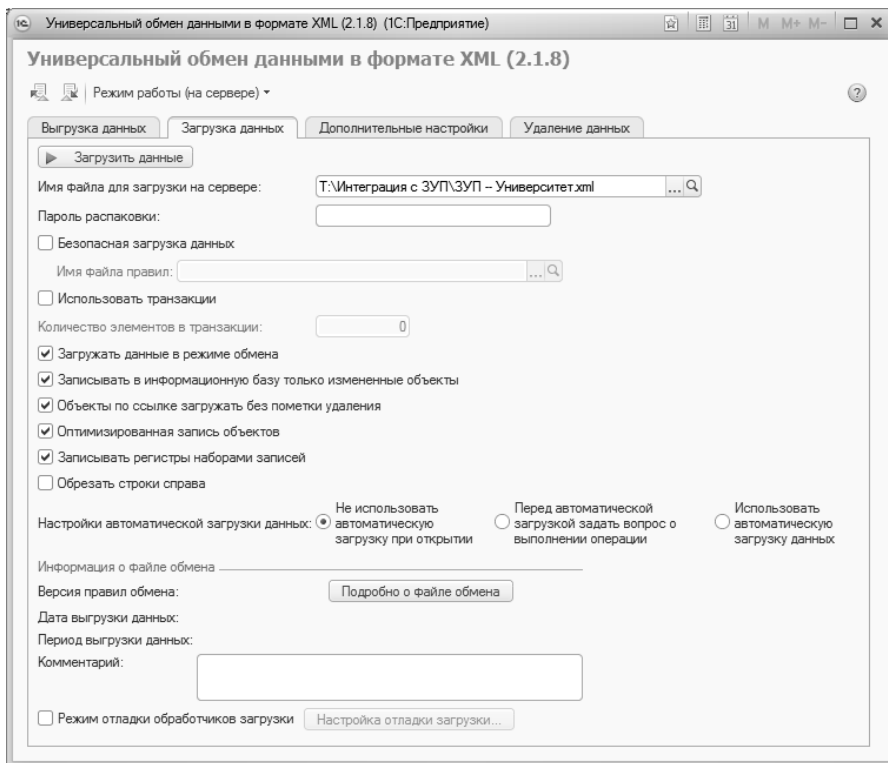 Универсальный обмен данными в формате XML (2.1.8) (1С:Предприятие)
M M+ M-
Универсальный обмен данными в формате XML (2.1.8)
Режим работы (на сервере)
Выгрузка данных Загрузка данных Дополнительные настройки Удаление данных
Загрузить данные
Имя файла для загрузки на сервере: T:\Интеграция с ЗУП\ЗУП – Университет.xml ...
Пароль распаковки:
Безопасная загрузка данных
Имя файла правил: ...
Использовать транзакции
Количество элементов в транзакции: 0
Загружать данные в режиме обмена
Записывать в информационную базу только измененные объекты
Объекты по ссылке загружать без пометки удаления
Оптимизированная запись объектов
Записывать регистры наборами записей
Обрезать строки справа
Настройки автоматической загрузки данных:
Не использовать
автоматическую
загрузку при открытии
Перед автоматической
загрузкой задать вопрос о
выполнении операции
Использовать
автоматическую
загрузку данных
Информация о файле обмена
Версия правил обмена: Подробно о файле обмена
Дата выгрузки данных:
Период выгрузки данных:
Комментарий:
Режим отладки обработчиков загрузки Настройка отладки загрузки...